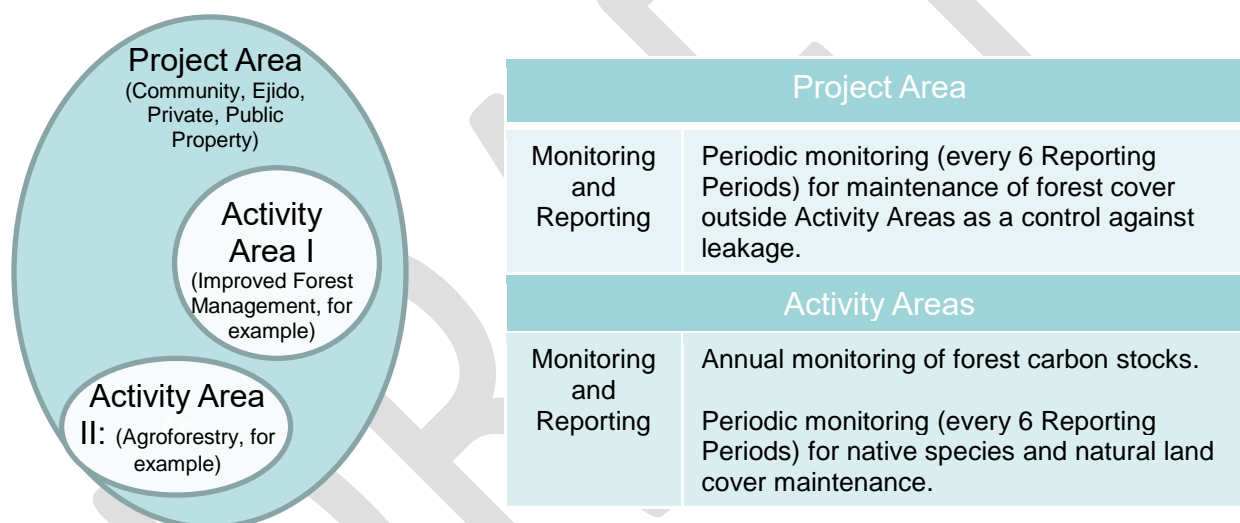 Project Area
(Community, Ejido,
Private, Public
Property)
Activity
Area I
(Improved Forest
Management, for
example)
Activity Area
II: (Agroforestry, for
example)
Project Area
Monitoring
and
Reporting
Periodic monitoring (every 6 Reporting
Periods) for maintenance of forest cover
outside Activity Areas as a control against
leakage.
Activity Areas
Monitoring
and
Reporting
Annual monitoring of forest carbon stocks.
Periodic monitoring (every 6 Reporting
Periods) for native species and natural land
cover maintenance.